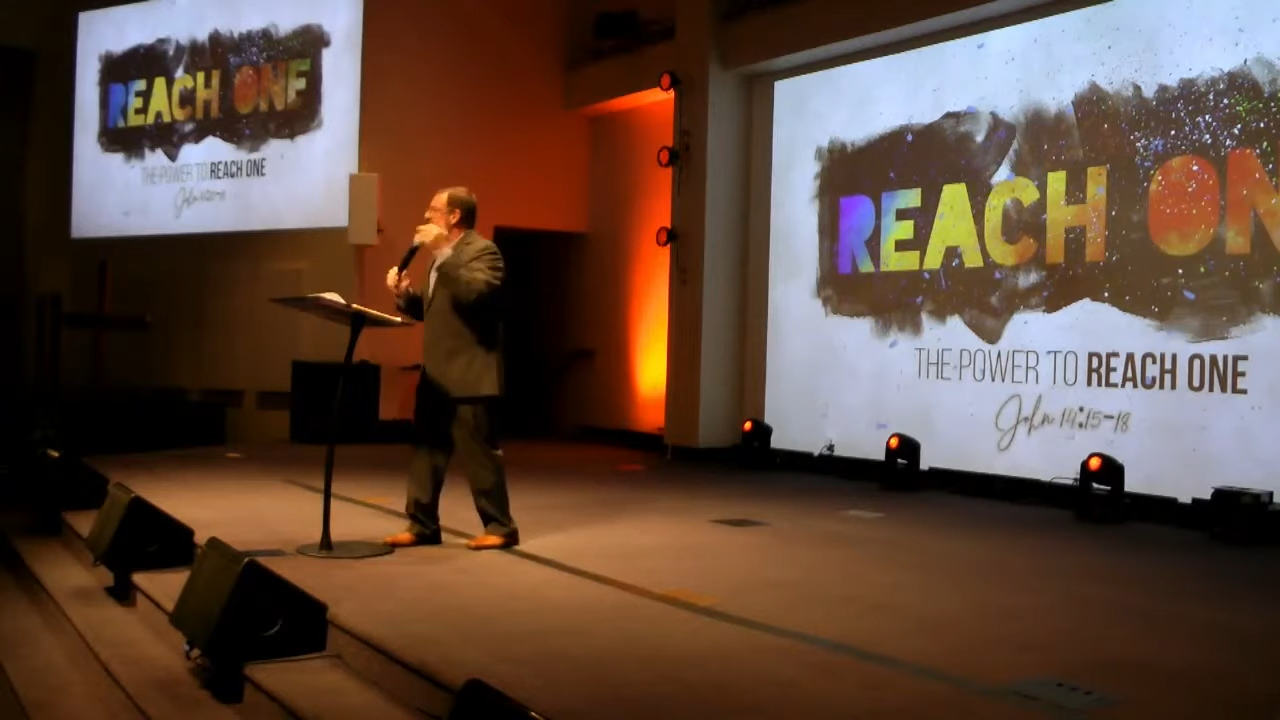 REACH ONE
THE POWER TO REACH ONE
REACH ON
THE POWER TO REACH ONE
John 14:15-18